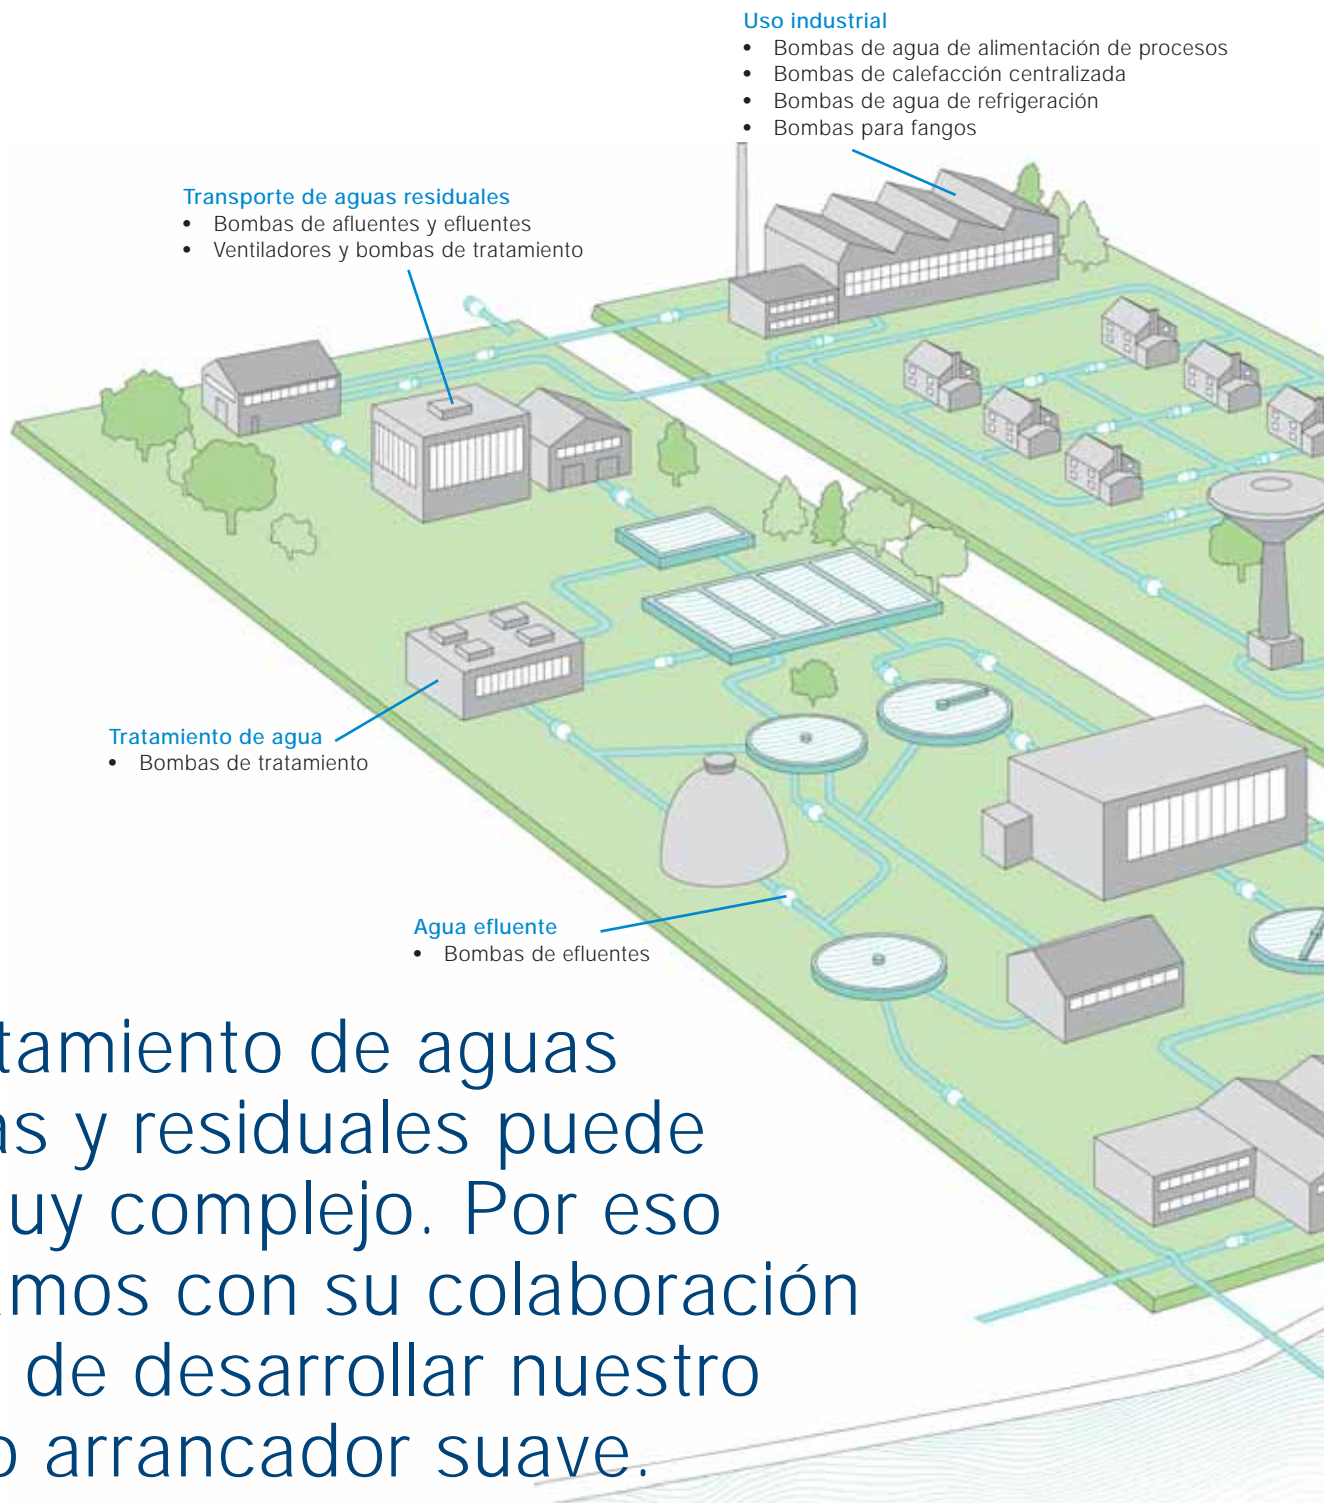 Uso industrial
• Bombas de agua de alimentación de procesos
• Bombas de calefacción centralizada
• Bombas de agua de refrigeración
• Bombas para fangos
Transporte de aguas residuales
• Bombas de afluentes y efluentes
• Ventiladores y bombas de tratamiento
Tratamiento de agua
• Bombas de tratamiento
Agua efluente
• Bombas de efluentes
tamiento de aguas
as y residuales puede
uy complejo. Por eso
mos con su colaboración
de desarrollar nuestro
o arrancador suave.